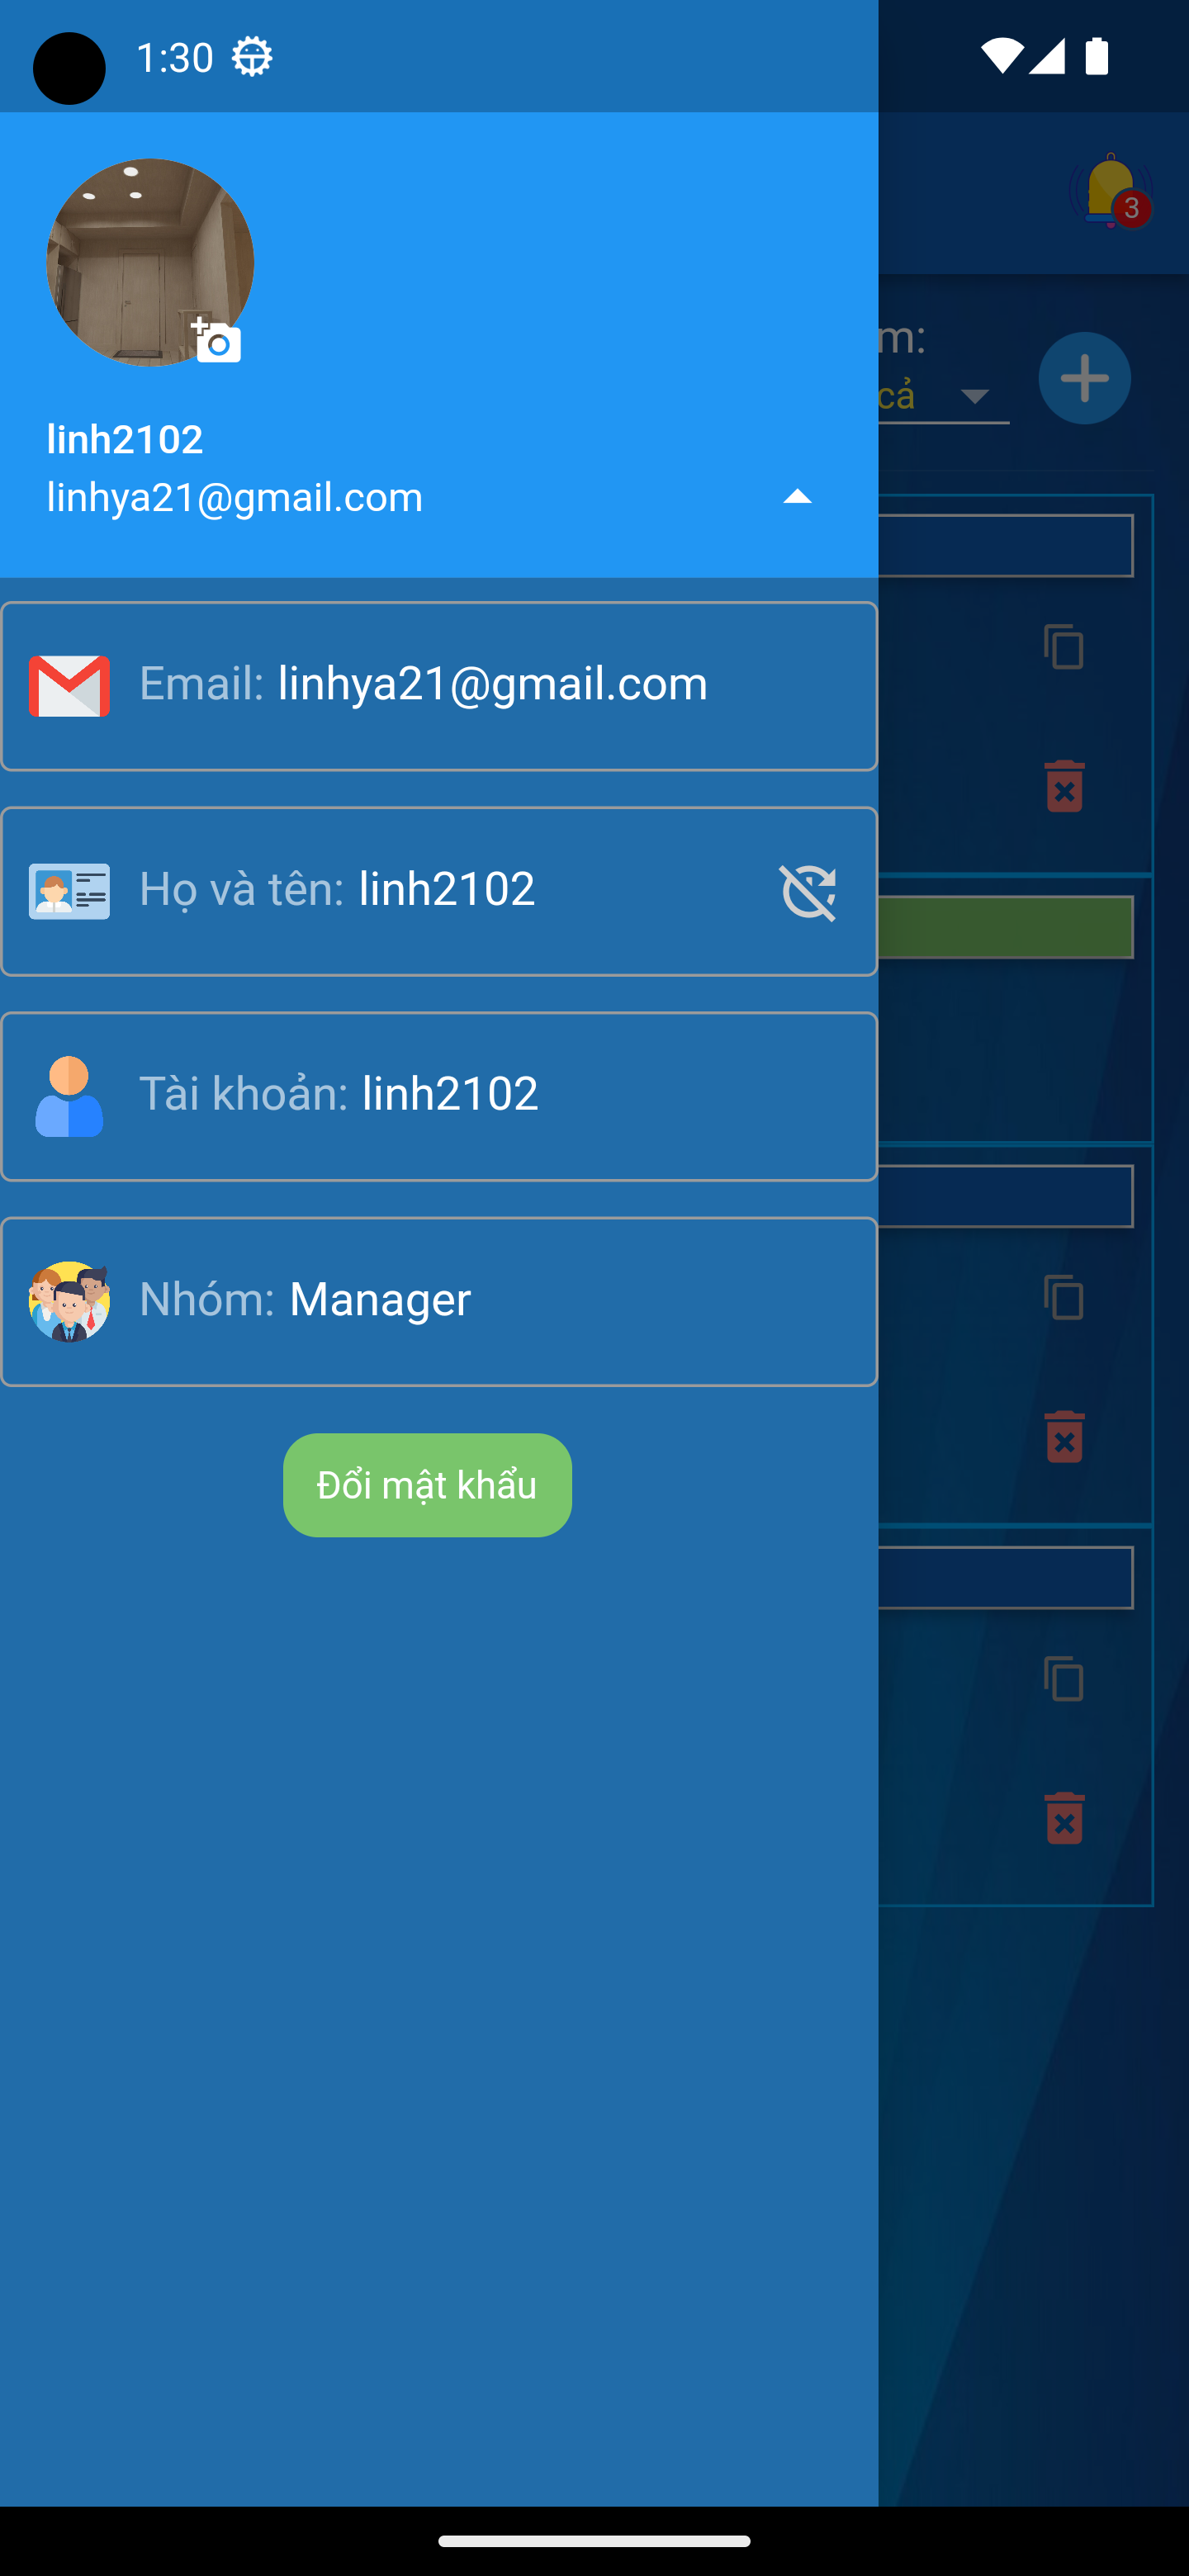 1:30
3
m:
cả
linh2102
linhya21@gmail.com
Email: linhya21@gmail.com
Họ và tên: linh2102
Tài khoản: linh2102
Nhóm: Manager
Đổi mật khẩu